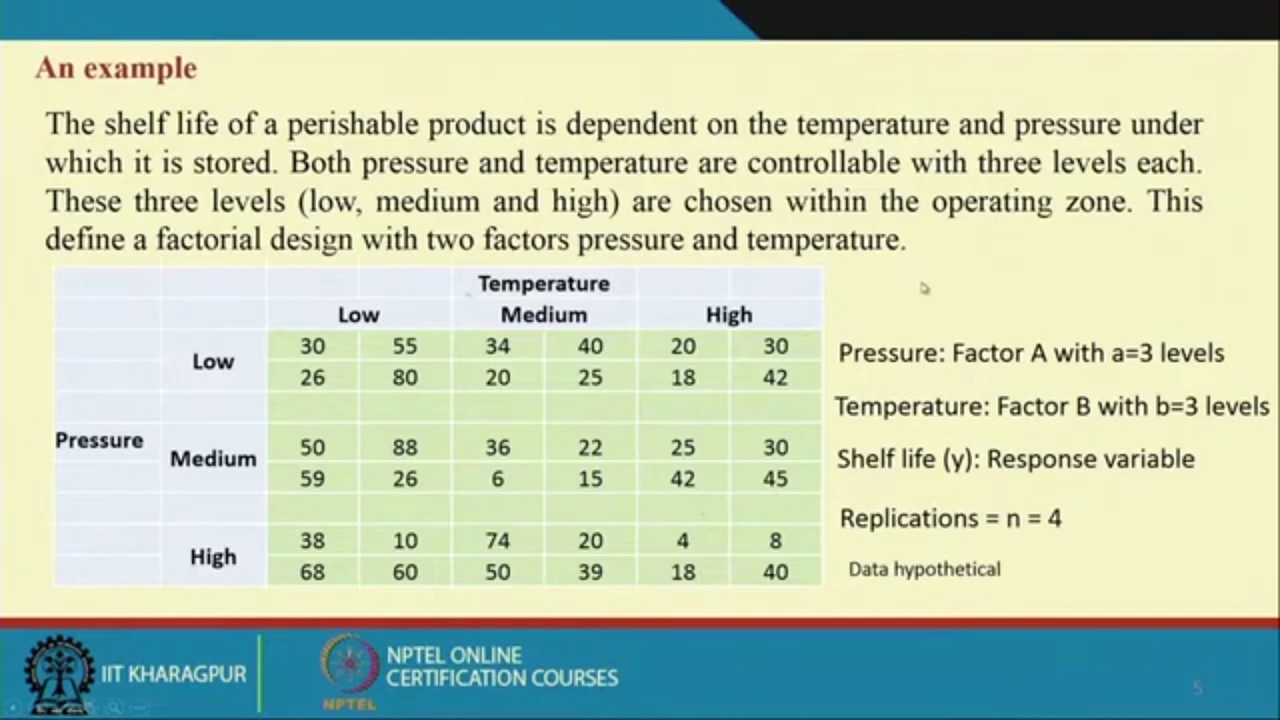 An example
The shelf life of a perishable product is dependent on the temperature and pressure under
which it is stored. Both pressure and temperature are controllable with three levels each.
These three levels (low, medium and high) are chosen within the operating zone. This
define a factorial design with two factors pressure and temperature.
Temperature
Low Medium High
Pressure
Low
30 55 34 40 20 30
26 80 20 25 18 42
Medium
50 88 36 22 25 30
59 26 6 15 42 45
High
38 10 74 20 4 8
68 60 50 39 18 40
Pressure: Factor A with a=3 levels
Temperature: Factor B with b=3 levels
Shelf life (y): Response variable
Replications = n = 4
Data hypothetical
IIT KHARAGPUR
NPTEL
NPTEL ONLINE
CERTIFICATION COURSES
5